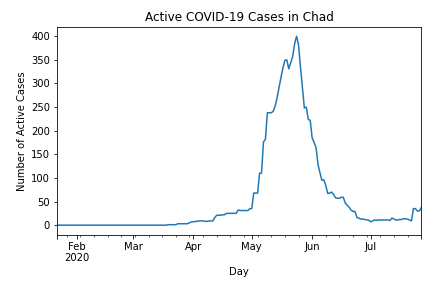 Active COVID-19 Cases in Chad
400
350
300
250
200
150
100
50
0
Number of Active Cases
Feb Mar Apr May Jun Jul
2020
Day